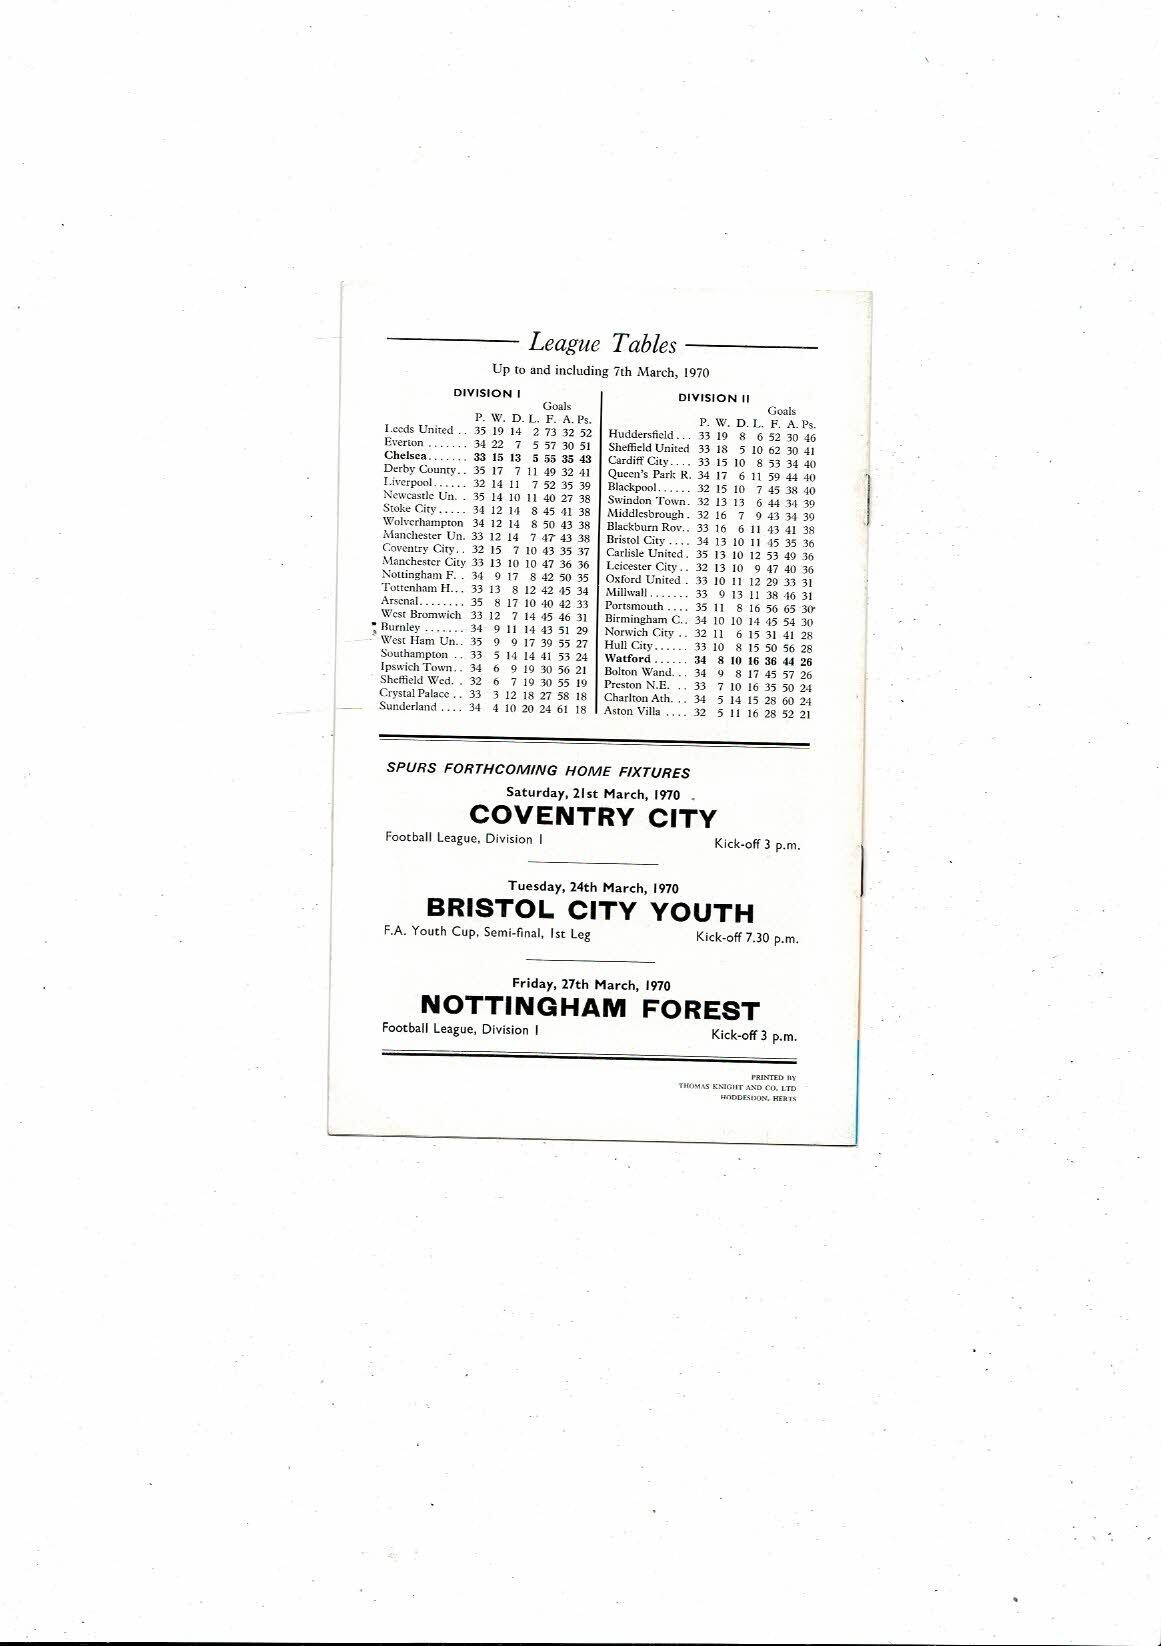 League Tables
Up to and including 7th March, 1970
DIVISION I
Goals
P. W. D. L. F. A. Ps.
Leeds United .. 35 19 14 2 73 32 52
Everton ....... 34 22 7 5 57 30 51
Chelsea....... 33 15 13 5 55 35 43
Derby County.. 35 17 7 11 49 32 41
Liverpool...... 32 14 11 7 52 35 39
Newcastle Un. . 35 14 10 11 40 27 38
Stoke City ..... 34 12 14 8 45 41 38
Wolverhampton 34 12 14 8 50 43 38
Manchester Un. 33 12 14 7 47 43 38
Coventry City.. 32 15 7 10 43 35 37
Manchester City 33 13 10 10 47 36 36
Nottingham F. . 34 9 17 8 42 50 35
Tottenham H... 33 13 8 12 42 45 34
Arsenal........ 35 8 17 10 40 42 33
West Bromwich 33 12 7 14 45 46 31
Burnley ....... 34 9 11 14 43 51 29
West Ham Un.. 35 9 9 17 39 55 27
Southampton .. 33 5 14 14 41 53 24
Ipswich Town.. 34 6 9 19 30 56 21
Sheffield Wed. . 32 6 7 19 30 55 19
Crystal Palace .. 33 3 12 18 27 58 18
Sunderland .... 34 4 10 20 24 61 18
DIVISION II
Goals
P. W. D. L. F. A. Ps.
Huddersfield... 33 19 8 6 52 30 46
Sheffield United 33 18 5 10 62 30 41
Cardiff City.... 33 15 10 8 53 34 40
Queen's Park R. 34 17 6 11 59 44 40
Blackpool...... 32 15 10 7 45 38 40
Swindon Town. 32 13 13 6 44 34 39
Middlesbrough. 32 16 7 9 43 34 39
Blackburn Rov.. 33 16 6 11 43 41 38
Bristol City .... 34 13 10 11 45 35 36
Carlisle United. 35 13 10 12 53 49 36
Leicester City.. 32 13 10 9 47 40 36
Oxford United . 33 10 11 12 29 33 31
Millwall....... 33 9 13 11 38 46 31
Portsmouth .... 35 11 8 16 56 65 30
Birmingham C.. 34 10 10 14 45 54 30
Norwich City .. 32 11 6 15 31 41 28
Hull City...... 33 10 8 15 50 56 28
Watford ...... 34 8 10 16 36 44 26
Bolton Wand. .. 34 9 8 17 45 57 26
Preston N.E. .. 33 7 10 16 35 50 24
Charlton Ath. .. 34 5 14 15 28 60 24
Aston Villa .... 32 5 11 16 28 52 21
SPURS FORTHCOMING HOME FIXTURES
Saturday, 21st March, 1970
COVENTRY CITY
Football League, Division I Kick-off 3 p.m.
Tuesday, 24th March, 1970
BRISTOL CITY YOUTH
F.A. Youth Cup, Semi-final, 1st Leg Kick-off 7.30 p.m.
Friday, 27th March, 1970
NOTTINGHAM FOREST
Football League, Division I Kick-off 3 p.m.
PRINTED BY
THOMAS KNIGHT AND CO. LTD
HODDESDON, HERTS